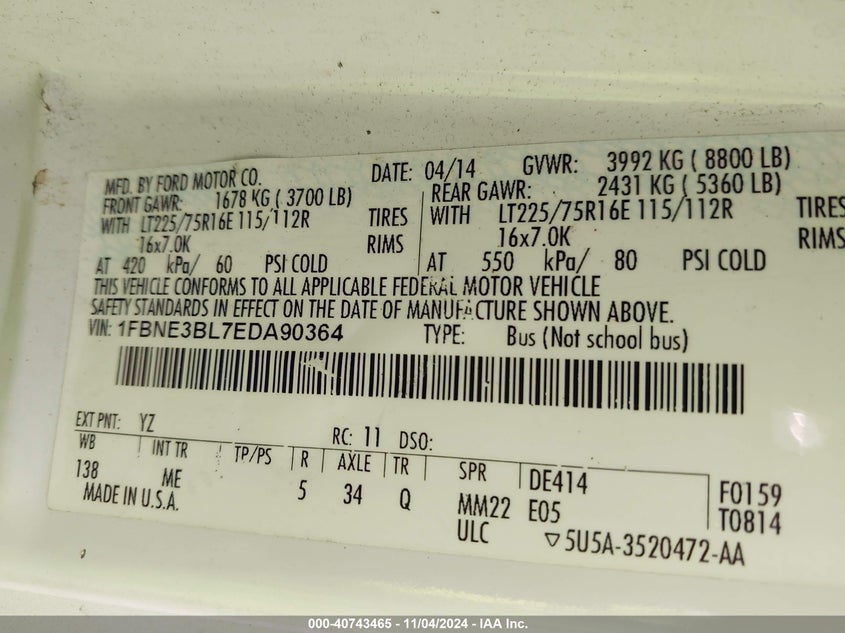 MFD. BY FORD MOTOR CO. DATE: 04/14 GVWR: 3992 KG ( 8800 LB)
FRONT GAWR: 1678 KG ( 3700 LB) REAR GAWR: 2431 KG ( 5360 LB)
WITH LT225/75R16E 115/112R TIRES WITH LT225/75R16E 115/112R TIRES
16x7.0K RIMS 16x7.0K RIMS
AT 420 kPa/ 60 PSI COLD AT 550 kPa/ 80 PSI COLD
THIS VEHICLE CONFORMS TO ALL APPLICABLE FEDERAL MOTOR VEHICLE
SAFETY STANDARDS IN EFFECT ON THE DATE OF MANUFACTURE SHOWN ABOVE.
VIN: 1FBNE3BL7EDA90364 TYPE: Bus (Not school bus)
EXT PNT: YZ RC: 11 DSO:
WB INT TR TP/PS R AXLE TR SPR DE414 F0159
138 ME 5 34 Q MM22 E05 T0814
MADE IN U.S.A. ULC ▽5U5A-3520472-AA
000-40743465 - 11/04/2024 - IAA Inc.